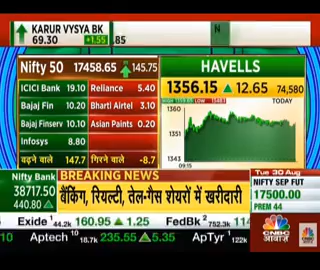 KARUR VYSYA BK
69.30 1.55 .85
N
Nifty 50 17458.65 145.75
ICICI Bank 19.10 Reliance 5.40
Bajaj Fin 10.20 Bharti Airtel 3.10
Bajaj Finserv 10.10 Asian Paints 0.20
Infosys 8.80
बढ़ने वाले 147.7 गिरने वाले -8.7
HAVELLS
1356.15 12.65 74,580
TODAY
1360
1351
1343
09:15
Nifty Bank
38717.50
440.80
BREAKING NEWS
बैंकिंग, रियल्टी, तेल-गैस शेयरों में खरीदारी
Tue 30 Aug
NIFTY SEP FUT
17500.00
PREM 44
CNBC
आवाज़
Exide 44.2k 160.95 1.25 FedBk 752.3k
10 Aptech 18.7k 235.55 5.35 ApTyr 122k